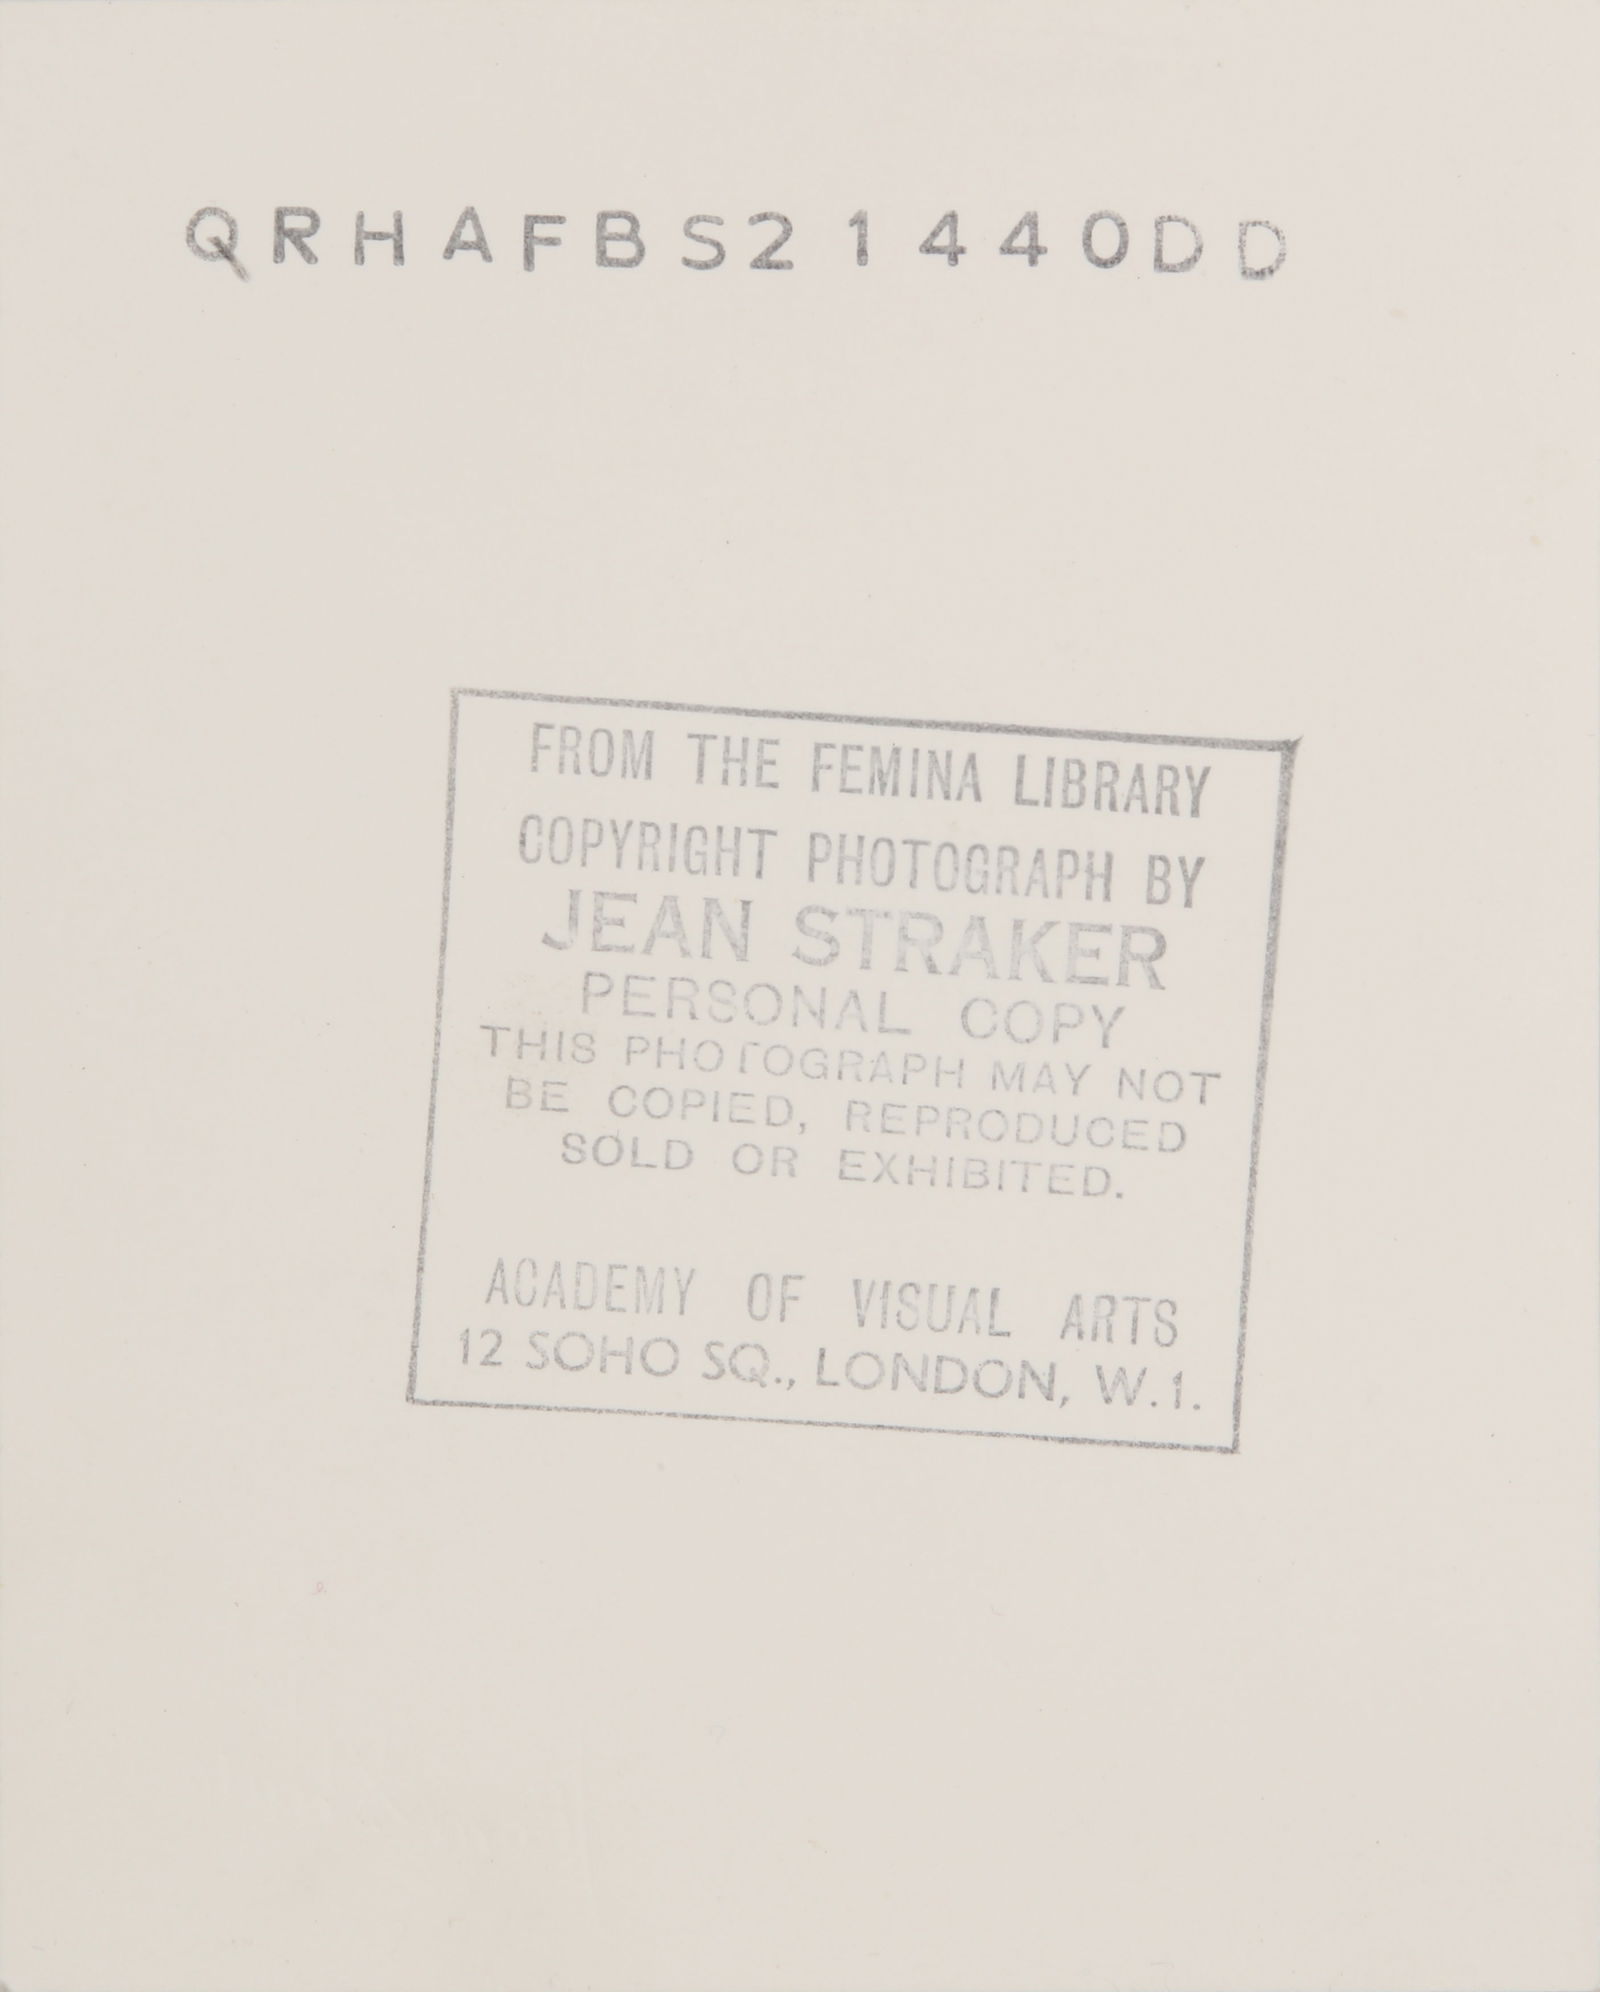 QRHAFBS21440DD
FROM THE FEMINA LIBRARY
COPYRIGHT PHOTOGRAPH BY
JEAN STRAKER
PERSONAL COPY
THIS PHOTOGRAPH MAY NOT
BE COPIED, REPRODUCED
SOLD OR EXHIBITED.
ACADEMY OF VISUAL ARTS
12 SOHO SQ., LONDON, W.1.